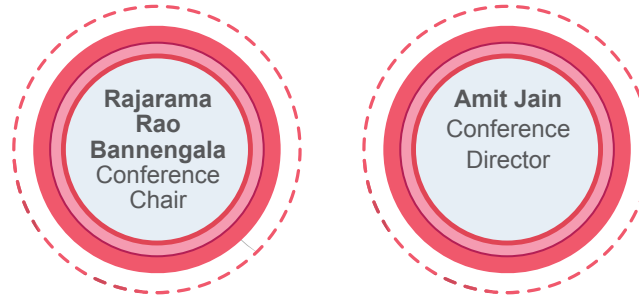 Rajarama
Rao
Bannengala
Conference
Chair
Amit Jain
Conference
Director